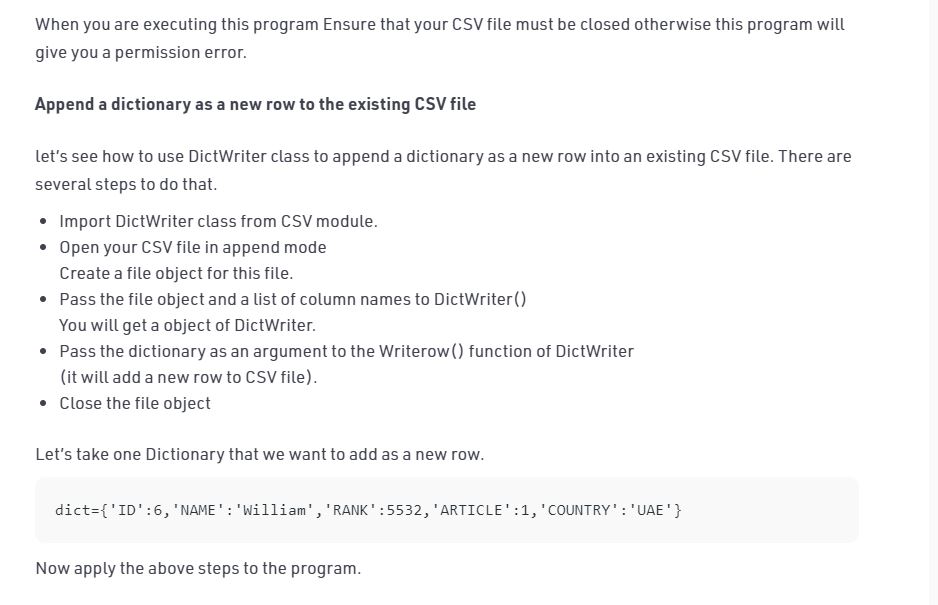 When you are executing this program Ensure that your CSV file must be closed otherwise this program will
give you a permission error.
Append a dictionary as a new row to the existing CSV file
let's see how to use DictWriter class to append a dictionary as a new row into an existing CSV file. There are
several steps to do that.
• Import DictWriter class from CSV module.
• Open your CSV file in append mode
Create a file object for this file.
• Pass the file object and a list of column names to DictWriter()
You will get a object of DictWriter.
• Pass the dictionary as an argument to the Writerow() function of DictWriter
(it will add a new row to CSV file).
• Close the file object
Let's take one Dictionary that we want to add as a new row.
dict={'ID':6,'NAME':'William','RANK':5532,'ARTICLE':1,'COUNTRY':'UAE'}
Now apply the above steps to the program.